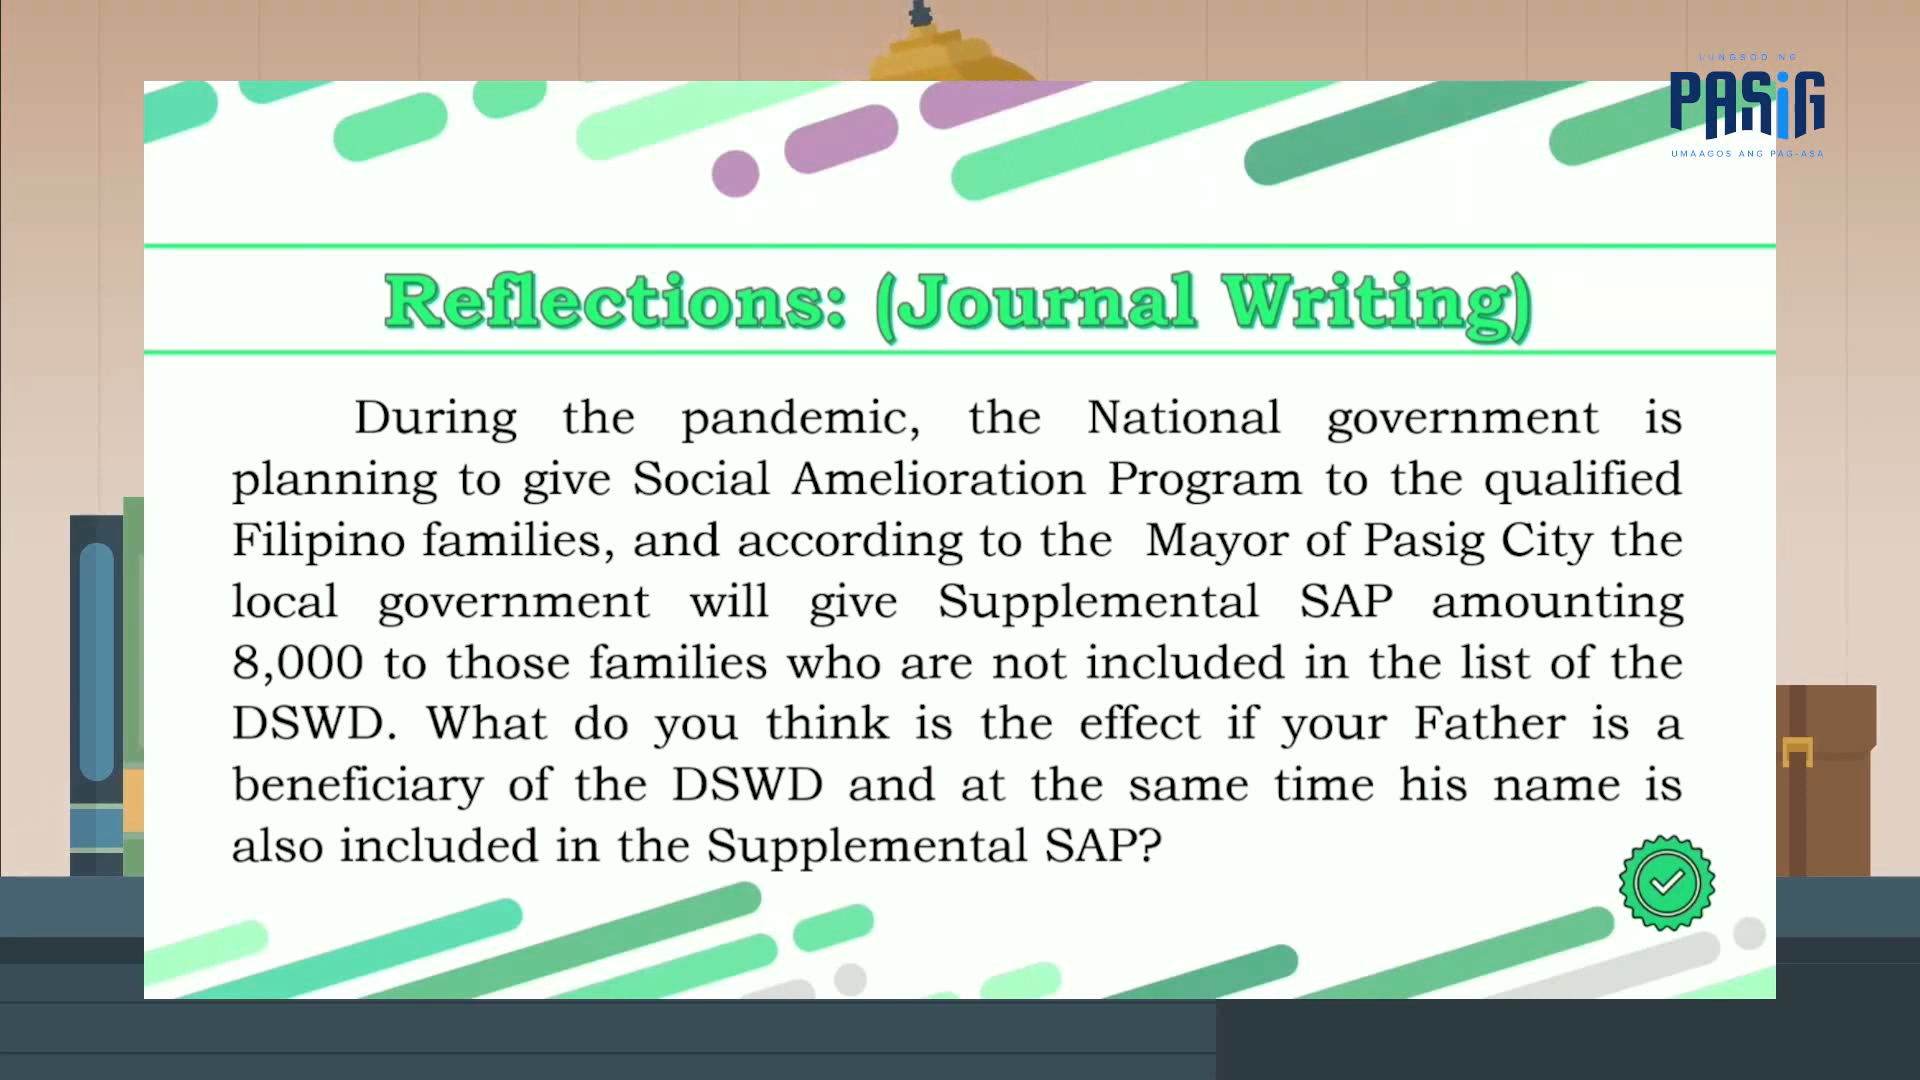 LUNGSOD NG
PASiG
UMAAGOS ANG PAG-ASA
Reflections: (Journal Writing)
During the pandemic, the National government is
planning to give Social Amelioration Program to the qualified
Filipino families, and according to the Mayor of Pasig City the
local government will give Supplemental SAP amounting
8,000 to those families who are not included in the list of the
DSWD. What do you think is the effect if your Father is a
beneficiary of the DSWD and at the same time his name is
also included in the Supplemental SAP?